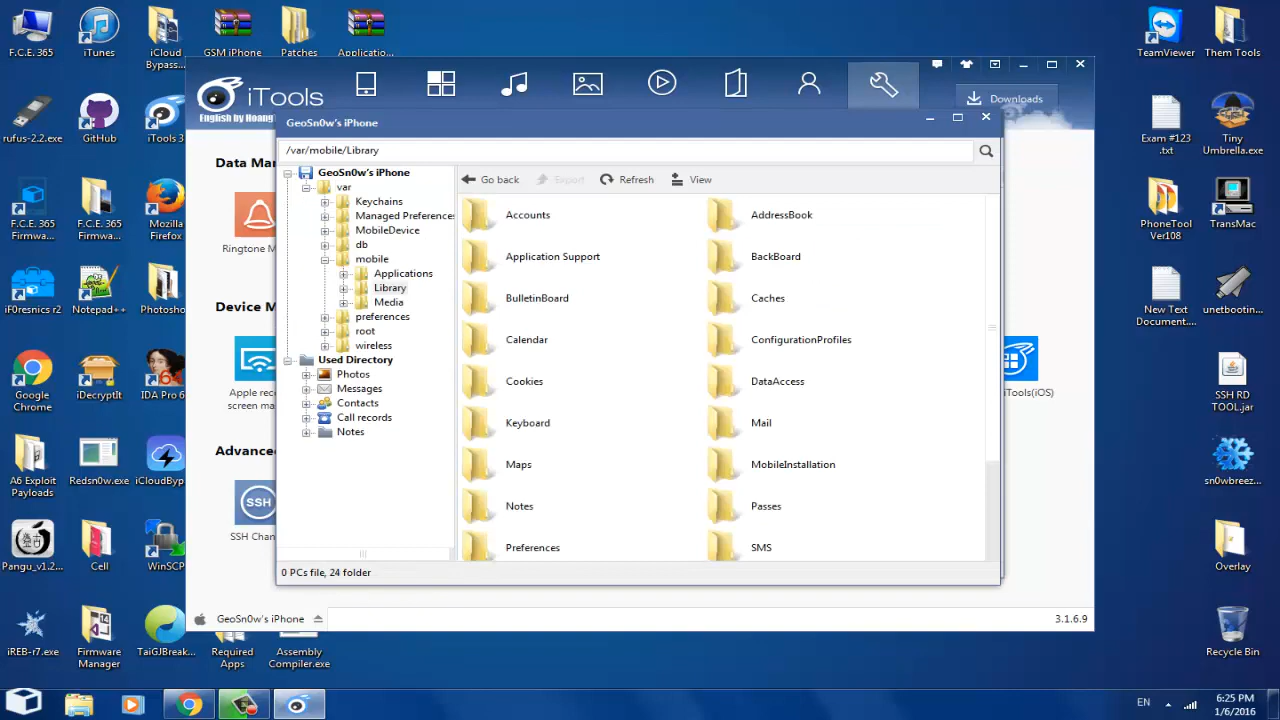 F.C.E. 365
iTunes
iCloud
Bypass...
GSM iPhone
Patches
Applicatio...
TeamViewer
Them Tools
iTools
English by Hoang
Downloads
GeoSn0w's iPhone
/var/mobile/Library
rufus-2.2.exe
GitHub
iTools 3
Exam #123
.txt
Tiny
Umbrella.exe
Data Ma
Ringtone M
Device M
Apple reco
screen ma
Advance
SSH
SSH Chan
iTools(iOS)
GeoSn0w's iPhone
var
Keychains
Managed Preferences
MobileDevice
db
mobile
Applications
Library
Media
preferences
root
wireless
Used Directory
Photos
Messages
Contacts
Call records
Notes
Go back
Export
Refresh
View
Accounts
AddressBook
Application Support
BackBoard
BulletinBoard
Caches
Calendar
ConfigurationProfiles
Cookies
DataAccess
Keyboard
Mail
Maps
MobileInstallation
Notes
Passes
Preferences
SMS
0 PCs file, 24 folder
GeoSn0w's iPhone
3.1.6.9
F.C.E. 365
Firmwa...
F.C.E. 365
Firmwa...
Mozilla
Firefox
PhoneTool
Ver108
TransMac
iF0resnics r2
Notepad++
Photosho
New Text
Document....
unetbootin...
Google
Chrome
iDecryptIt
64
IDA Pro 6
SSH RD
TOOL.jar
A6 Exploit
Payloads
Redsn0w.exe
iCloudByp
sn0wbreez...
Pangu_v1.2...
Cell
WinSCP
Overlay
iREB-r7.exe
Firmware
Manager
TaiGJBreak...
Required
Apps
Assembly
Compiler.exe
Recycle Bin
EN
6:25 PM
1/6/2016